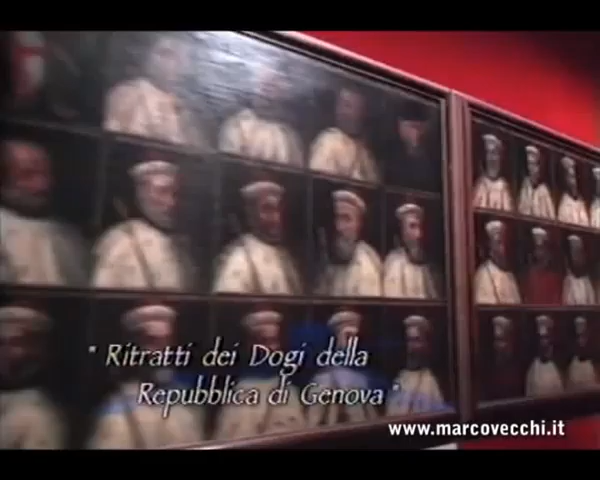 " Ritratti dei Dogi della
Repubblica di Genova "
www.marcovecchi.it